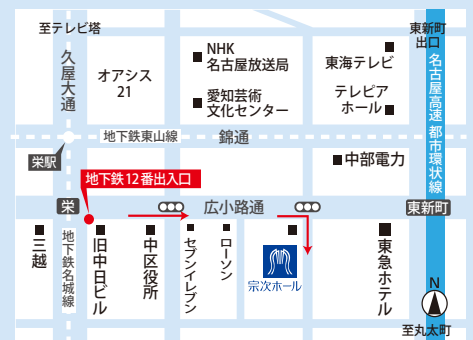 至テレビ塔
東新町
出口
久屋大通
オアシス
21
NHK
名古屋放送局
愛知芸術
文化センター
東海テレビ
テレピア
ホール
名古屋高速 都市環状線
地下鉄東山線
錦通
栄駅
中部電力
地下鉄12番出入口
栄
広小路通
東新町
三越
地下鉄名城線
旧中日ビル
中区役所
セブンイレブン
ローソン
宗次ホール
東急ホテル
N
至丸太町